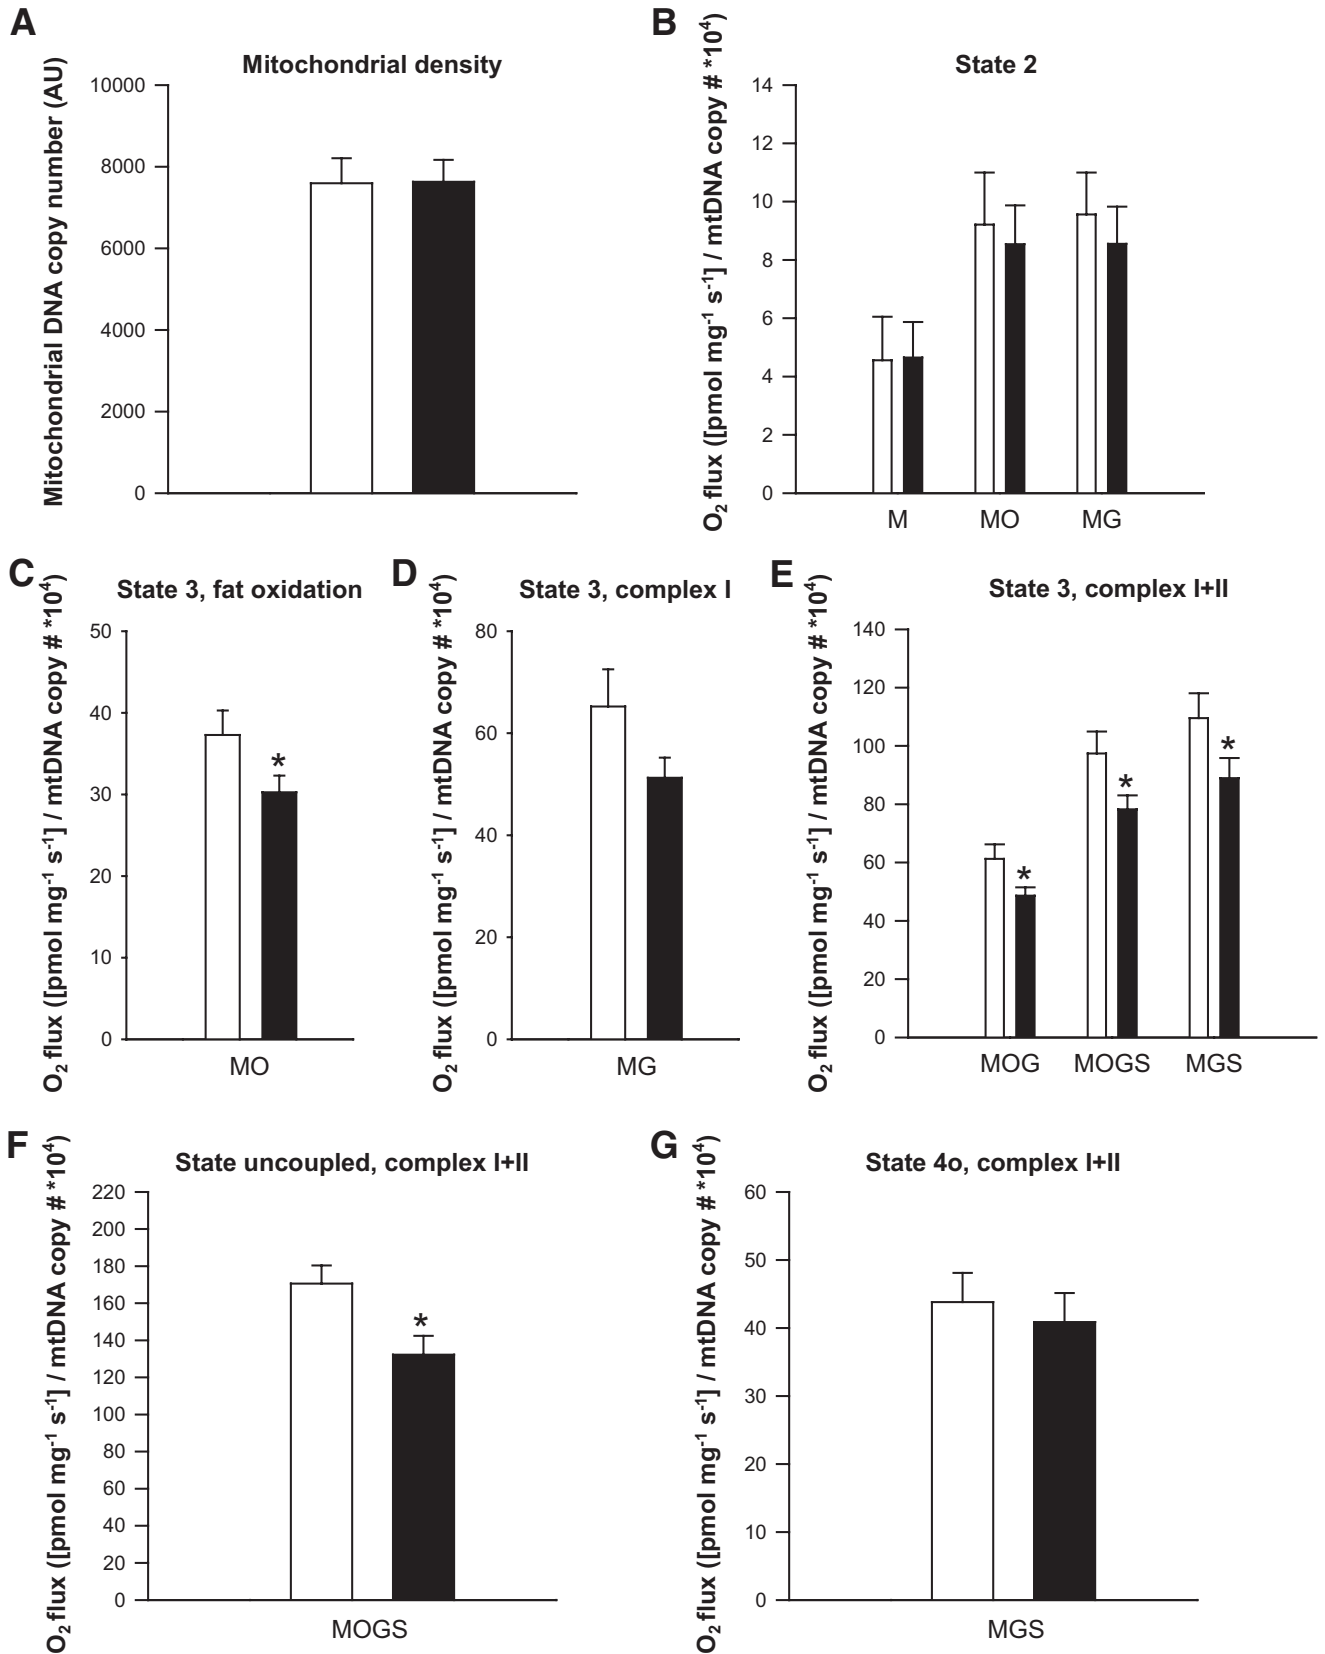 A
Mitochondrial density
Mitochondrial DNA copy number (AU)
10000
8000
6000
4000
2000
0
B
State 2
O2 flux ([pmol mg-1 s-1] / mtDNA copy # *104)
14
12
10
8
6
4
2
0
M MO MG
C
State 3, fat oxidation
O2 flux ([pmol mg-1 s-1] / mtDNA copy # *104)
50
40
30
20
10
0
*
MO
D
State 3, complex I
O2 flux ([pmol mg-1 s-1] / mtDNA copy # *104)
80
60
40
20
0
MG
E
State 3, complex I+II
O2 flux ([pmol mg-1 s-1] / mtDNA copy # *104)
140
120
100
80
60
40
20
0
* * *
MOG MOGS MGS
F
State uncoupled, complex I+II
O2 flux ([pmol mg-1 s-1] / mtDNA copy # *104)
220
200
180
160
140
120
100
80
60
40
20
0
*
MOGS
G
State 4o, complex I+II
O2 flux ([pmol mg-1 s-1] / mtDNA copy # *104)
60
50
40
30
20
10
0
MGS